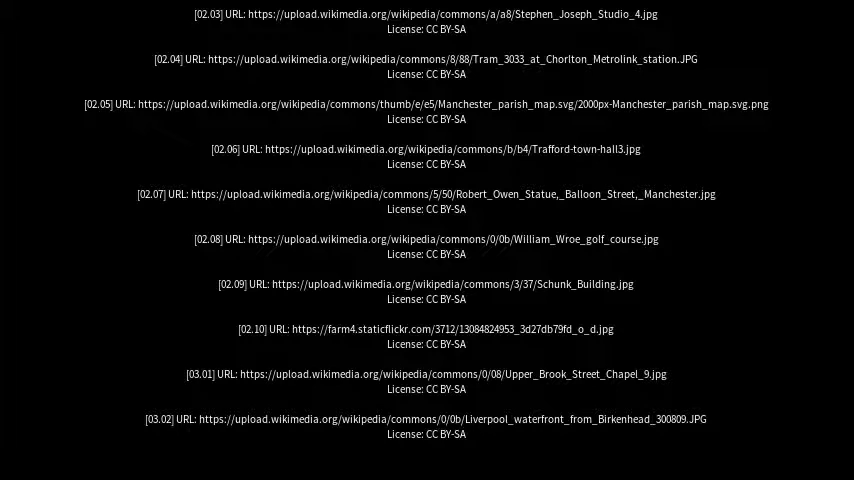 [02.03] URL: https://upload.wikimedia.org/wikipedia/commons/a/a8/Stephen_Joseph_Studio_4.jpg
License: CC BY-SA
[02.04] URL: https://upload.wikimedia.org/wikipedia/commons/8/88/Tram_3033_at_Chorlton_Metrolink_station.JPG
License: CC BY-SA
[02.05] URL: https://upload.wikimedia.org/wikipedia/commons/thumb/e/e5/Manchester_parish_map.svg/2000px-Manchester_parish_map.svg.png
License: CC BY-SA
[02.06] URL: https://upload.wikimedia.org/wikipedia/commons/b/b4/Trafford-town-hall3.jpg
License: CC BY-SA
[02.07] URL: https://upload.wikimedia.org/wikipedia/commons/5/50/Robert_Owen_Statue,_Balloon_Street,_Manchester.jpg
License: CC BY-SA
[02.08] URL: https://upload.wikimedia.org/wikipedia/commons/0/0b/William_Wroe_golf_course.jpg
License: CC BY-SA
[02.09] URL: https://upload.wikimedia.org/wikipedia/commons/3/37/Schunk_Building.jpg
License: CC BY-SA
[02.10] URL: https://farm4.staticflickr.com/3712/13084824953_3d27db79fd_o_d.jpg
License: CC BY-SA
[03.01] URL: https://upload.wikimedia.org/wikipedia/commons/0/08/Upper_Brook_Street_Chapel_9.jpg
License: CC BY-SA
[03.02] URL: https://upload.wikimedia.org/wikipedia/commons/0/0b/Liverpool_waterfront_from_Birkenhead_300809.JPG
License: CC BY-SA